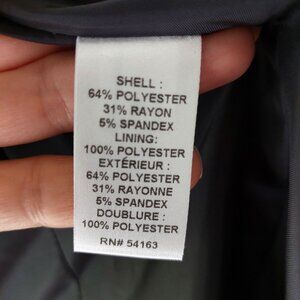 SHELL :
64% POLYESTER
31% RAYON
5% SPANDEX
LINING:
100% POLYESTER
EXTÉRIEUR :
64% POLYESTER
31% RAYONNE
5% SPANDEX
DOUBLURE :
100% POLYESTER
RN# 54163